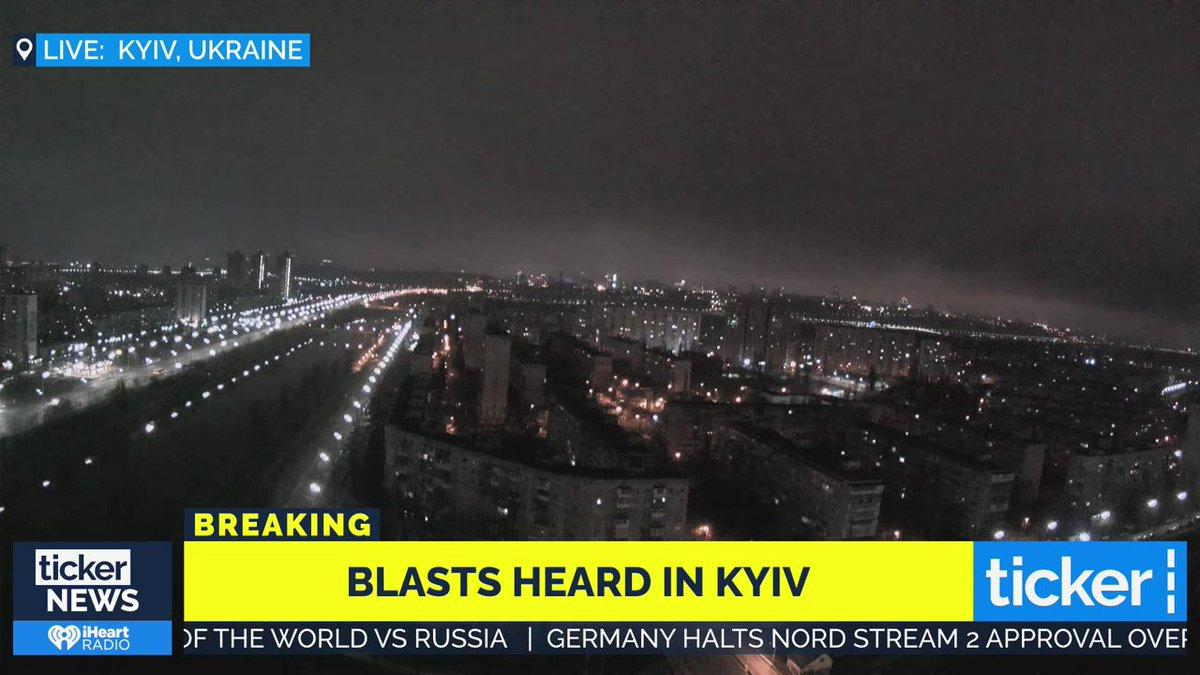 LIVE: KYIV, UKRAINE
BREAKING
BLASTS HEARD IN KYIV
ticker
NEWS
iHeart
RADIO
ticker
OF THE WORLD VS RUSSIA | GERMANY HALTS NORD STREAM 2 APPROVAL OVER